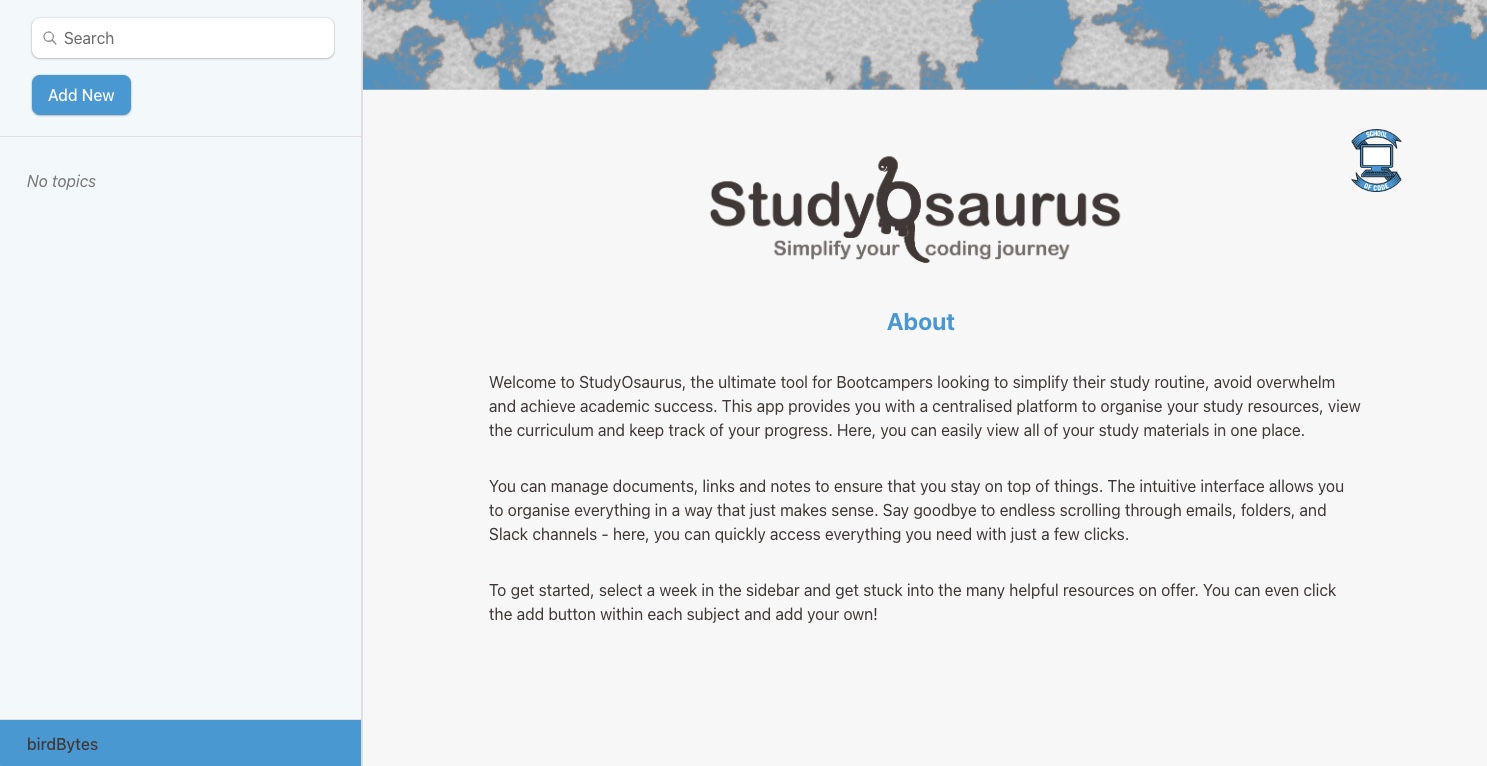 Search
Add New
No topics
birdBytes
SCHOOL
OF CODE
StudyOsaurus
Simplify your coding journey
About
Welcome to StudyOsaurus, the ultimate tool for Bootcampers looking to simplify their study routine, avoid overwhelm
and achieve academic success. This app provides you with a centralised platform to organise your study resources, view
the curriculum and keep track of your progress. Here, you can easily view all of your study materials in one place.
You can manage documents, links and notes to ensure that you stay on top of things. The intuitive interface allows you
to organise everything in a way that just makes sense. Say goodbye to endless scrolling through emails, folders, and
Slack channels - here, you can quickly access everything you need with just a few clicks.
To get started, select a week in the sidebar and get stuck into the many helpful resources on offer. You can even click
the add button within each subject and add your own!